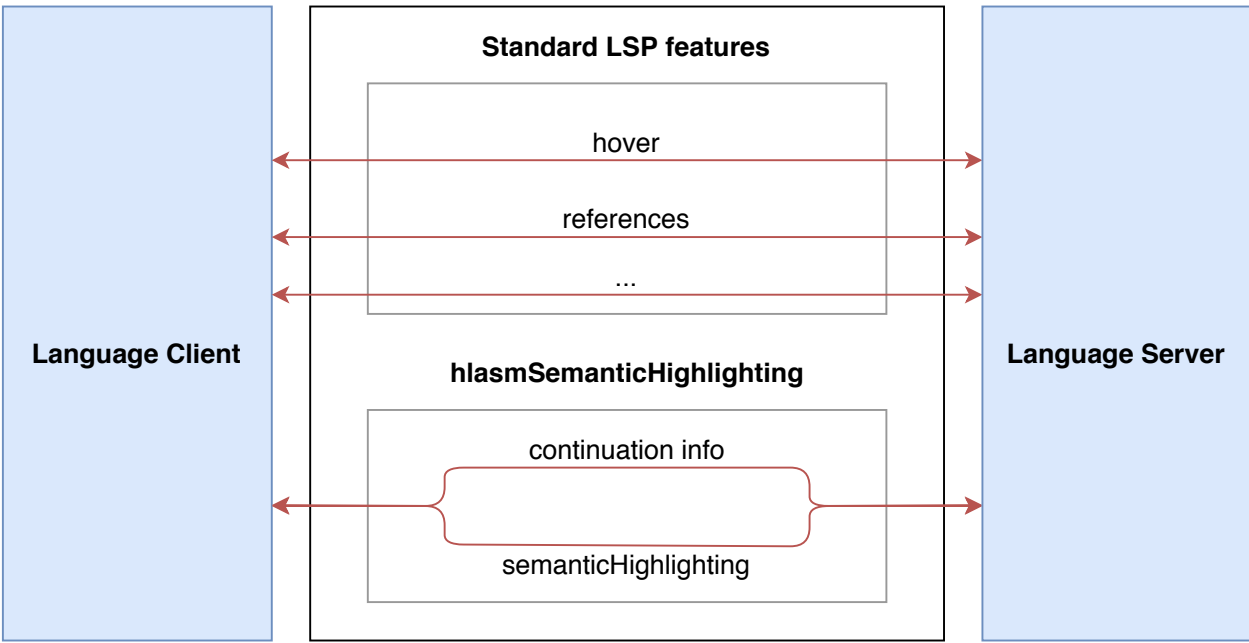 Standard LSP features
hover
references
...
Language Client
Language Server
hlasmSemanticHighlighting
continuation info
semanticHighlighting